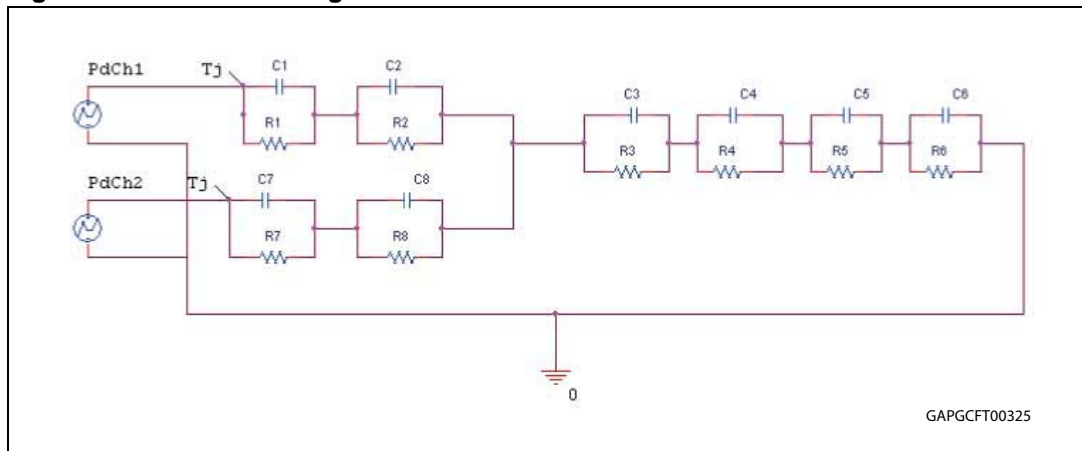 PdCh1
Tj
C1
C2
R1
R2
C3
C4
C5
C6
R3
R4
R5
R6
PdCh2
Tj
C7
C8
R7
R8
0
GAPGCFT00325